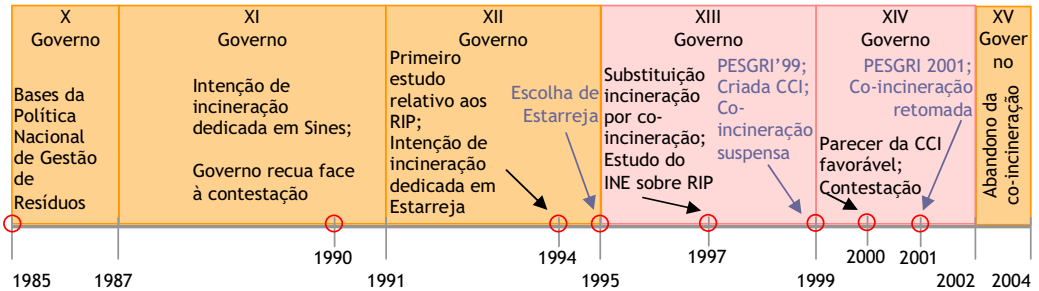 X
Governo
Bases da
Política
Nacional
de Gestão
de
Resíduos
XI
Governo
Intenção de
incineração
dedicada em Sines;
Governo recua face
à contestação
XII
Governo
Primeiro
estudo
relativo aos
RIP;
Intenção de
incineração
dedicada em
Estarreja
Escolha de
Estarreja
XIII
Governo
Substituição
incineração
por co-
incineração;
Estudo do
INE sobre RIP
PESGRI’99;
Criada CCI;
Co-
incineração
suspensa
XIV
Governo
PESGRI 2001;
Co-incineração
retomada
Parecer da CCI
favorável;
Contestação
XV
Gover
no
Abandono da
co-incineração
1990
1994
1997
2000
2001
1985
1987
1991
1995
1999
2002
2004